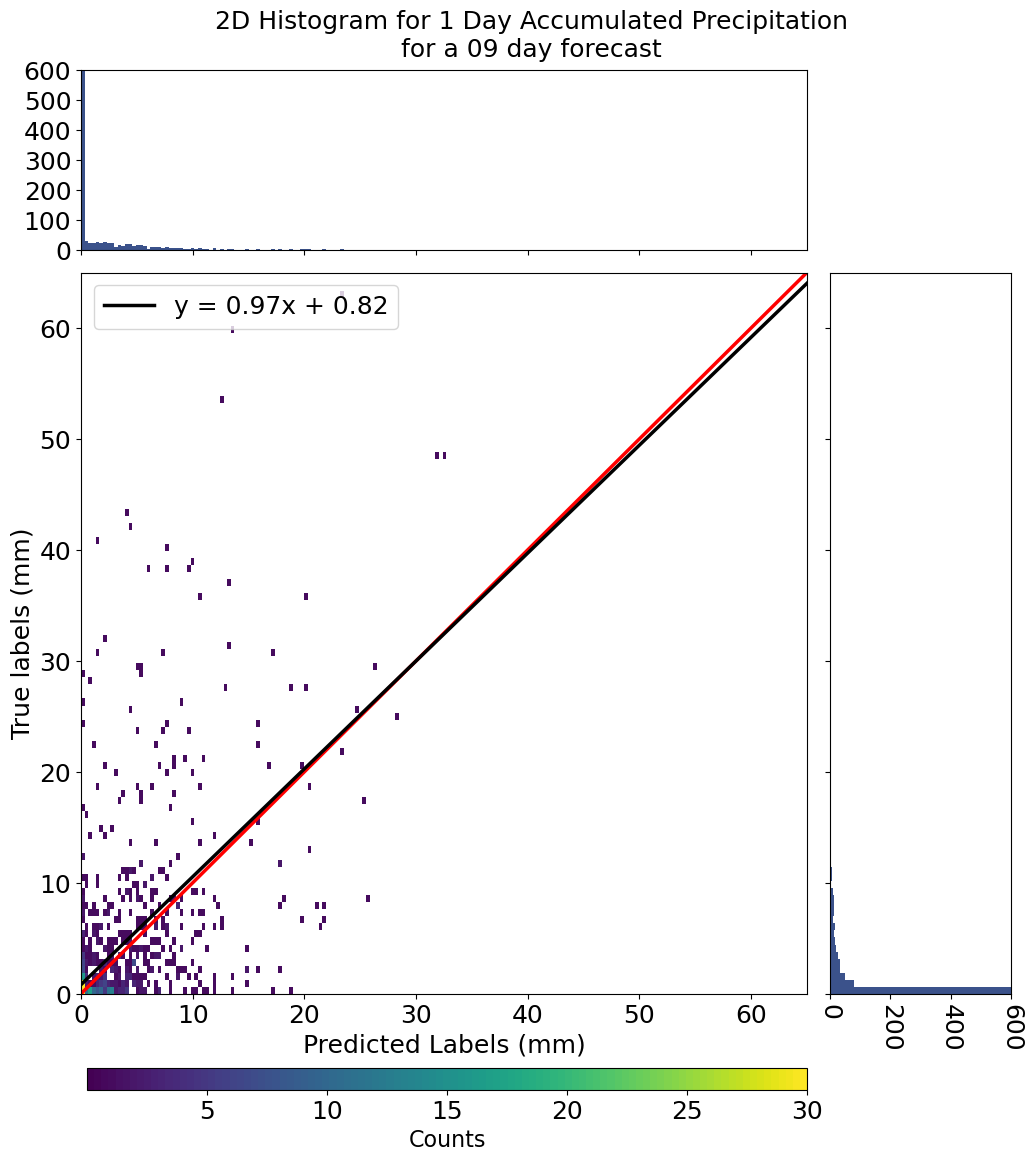 2D Histogram for 1 Day Accumulated Precipitation
for a 09 day forecast
600
500
400
300
200
100
0
y = 0.97x + 0.82
60
50
40
30
20
10
0
True labels (mm)
0 10 20 30 40 50 60
Predicted Labels (mm)
0 200 400 600
5 10 15 20 25 30
Counts